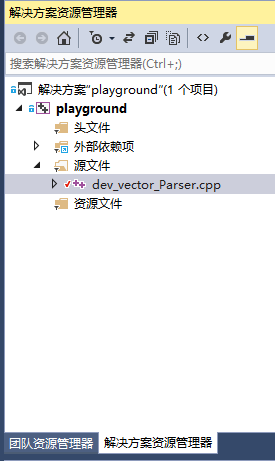 解决方案资源管理器
搜索解决方案资源管理器(Ctrl+;)
解决方案"playground"(1 个项目)
playground
头文件
外部依赖项
源文件
dev_vector_Parser.cpp
资源文件
团队资源管理器 解决方案资源管理器